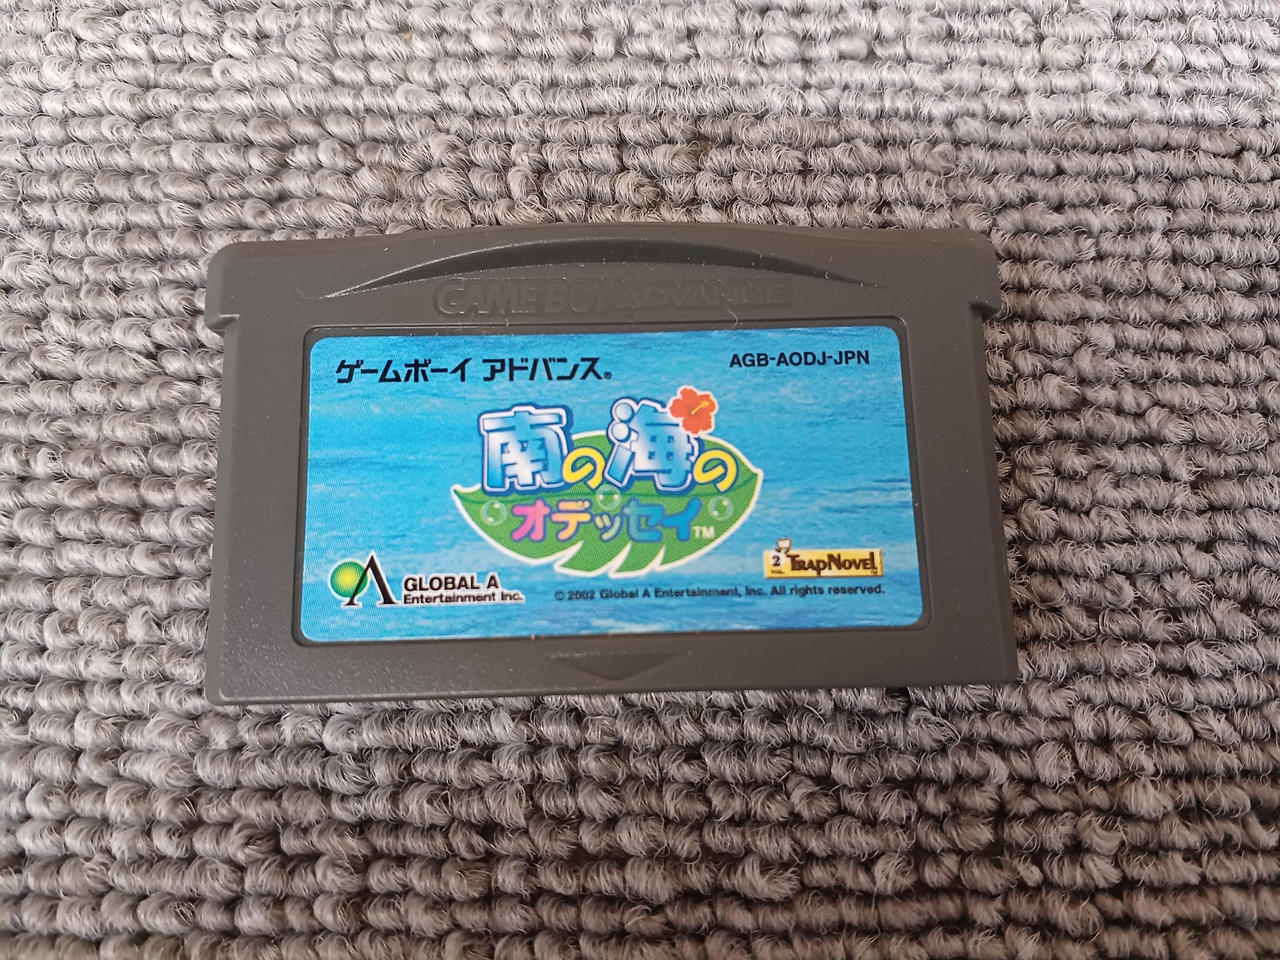 GAME BOY ADVANCE
ゲームボーイ アドバンス®
AGB-AODJ-JPN
南の海の
オデッセイ™
GLOBAL A
Entertainment Inc.
2
TRAPNOVEL
© 2002 Global A Entertainment, Inc. All rights reserved.